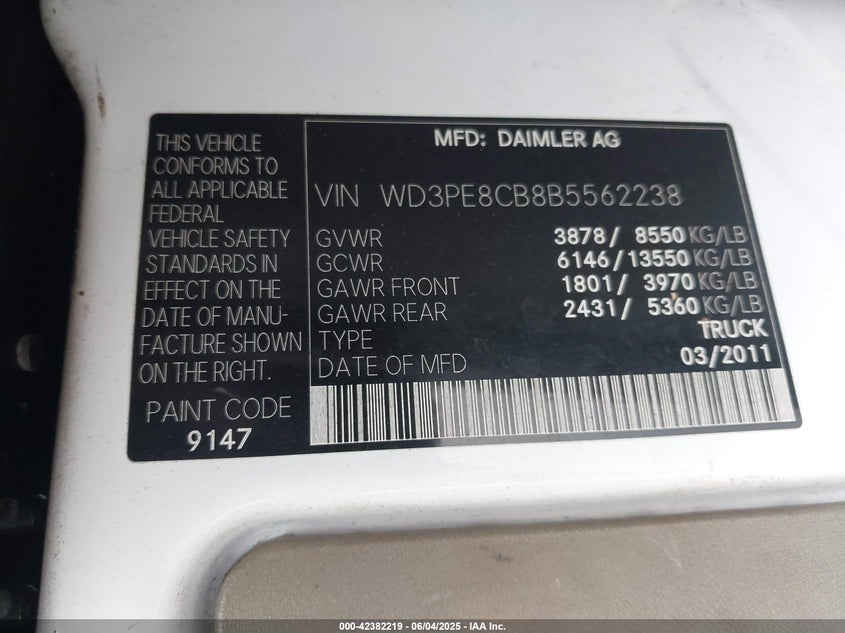 THIS VEHICLE
CONFORMS TO
ALL APPLICABLE
FEDERAL
VEHICLE SAFETY
STANDARDS IN
EFFECT ON THE
DATE OF MANU-
FACTURE SHOWN
ON THE RIGHT.
PAINT CODE
9147
MFD: DAIMLER AG
VIN WD3PE8CB8B5562238
GVWR 3878/ 8550 KG/LB
GCWR 6146/13550 KG/LB
GAWR FRONT 1801/ 3970 KG/LB
GAWR REAR 2431/ 5360 KG/LB
TYPE TRUCK
DATE OF MFD 03/2011
000-42382219 - 06/04/2025 - IAA Inc.